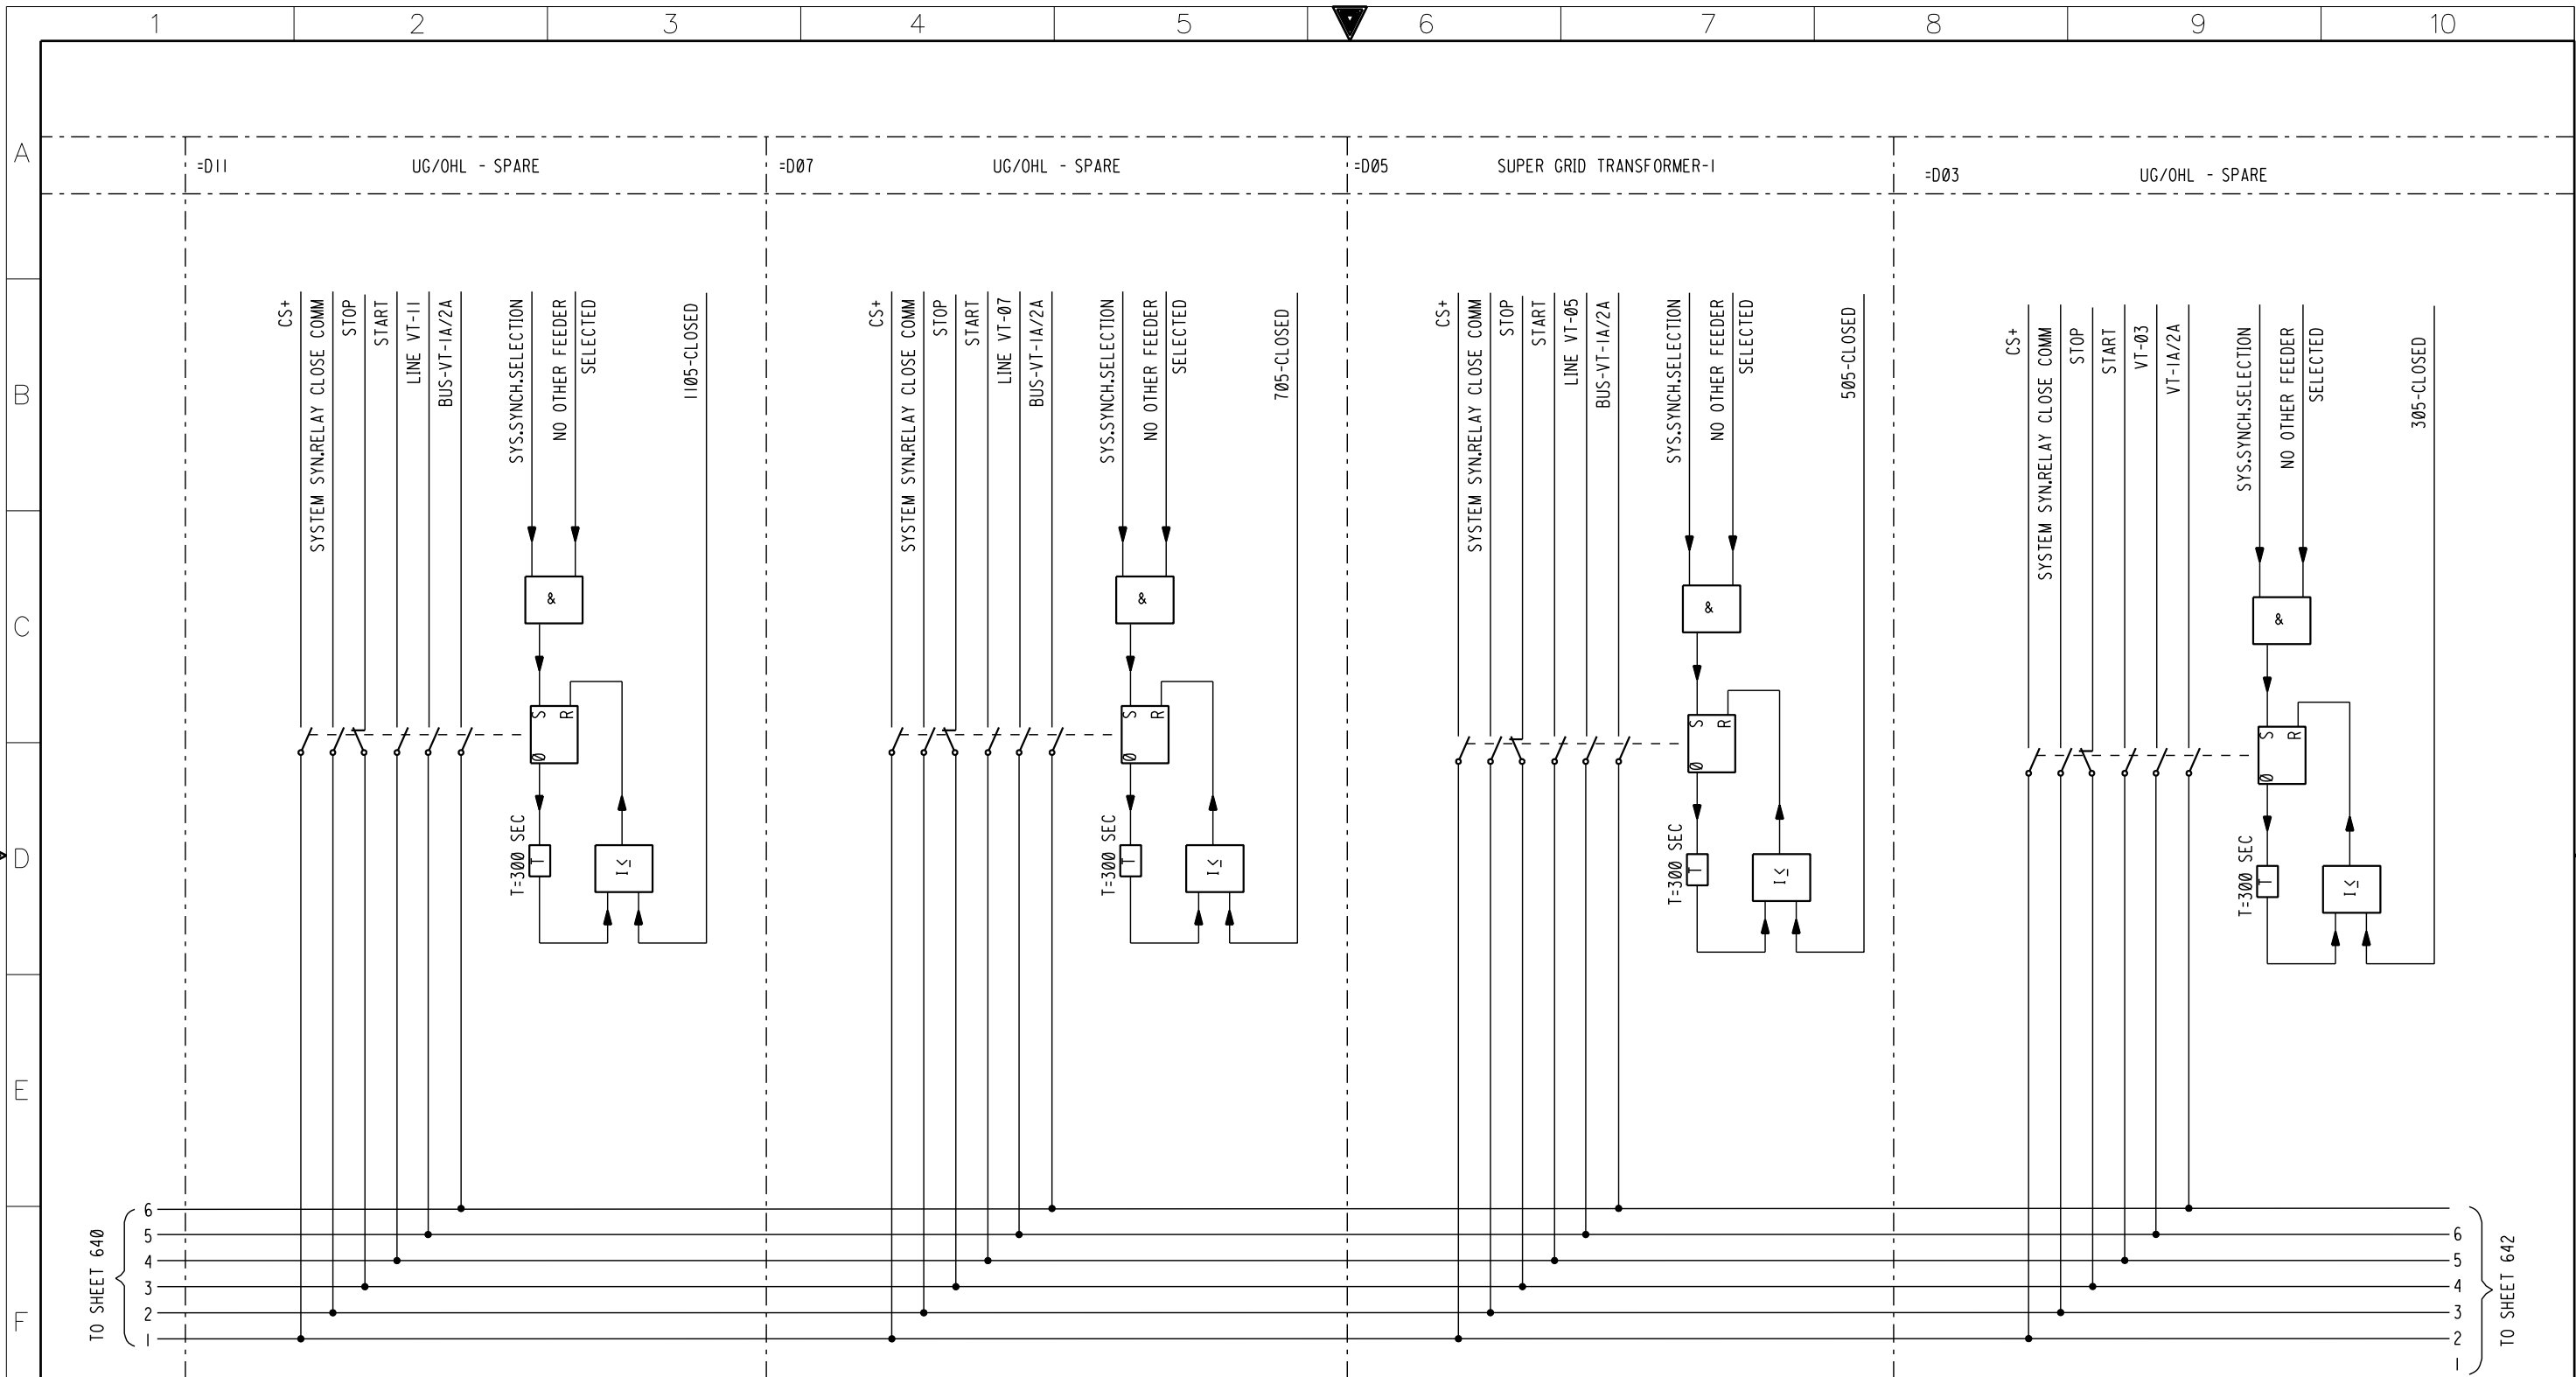 1 2 3 4 5 6 7 8 9 10
A
B
C
D
E
F
=D11 UG/OHL - SPARE
CS+
SYSTEM SYN.RELAY CLOSE COMM
STOP
START
LINE VT-11
BUS-VT-1A/2A
SYS.SYNCH.SELECTION
NO OTHER FEEDER
SELECTED
1105-CLOSED
&
S R
0
T=300 SEC
T
1≤
=D07 UG/OHL - SPARE
CS+
SYSTEM SYN.RELAY CLOSE COMM
STOP
START
LINE VT-07
BUS-VT-1A/2A
SYS.SYNCH.SELECTION
NO OTHER FEEDER
SELECTED
705-CLOSED
&
S R
0
T=300 SEC
T
1≤
=D05 SUPER GRID TRANSFORMER-1
CS+
SYSTEM SYN.RELAY CLOSE COMM
STOP
START
LINE VT-05
BUS-VT-1A/2A
SYS.SYNCH.SELECTION
NO OTHER FEEDER
SELECTED
505-CLOSED
&
S R
0
T=300 SEC
T
1≤
=D03 UG/OHL - SPARE
CS+
SYSTEM SYN.RELAY CLOSE COMM
STOP
START
VT-03
VT-1A/2A
SYS.SYNCH.SELECTION
NO OTHER FEEDER
SELECTED
305-CLOSED
&
S R
0
T=300 SEC
T
1≤
TO SHEET 640
6
5
4
3
2
1
6
5
4
3
2
1
TO SHEET 642